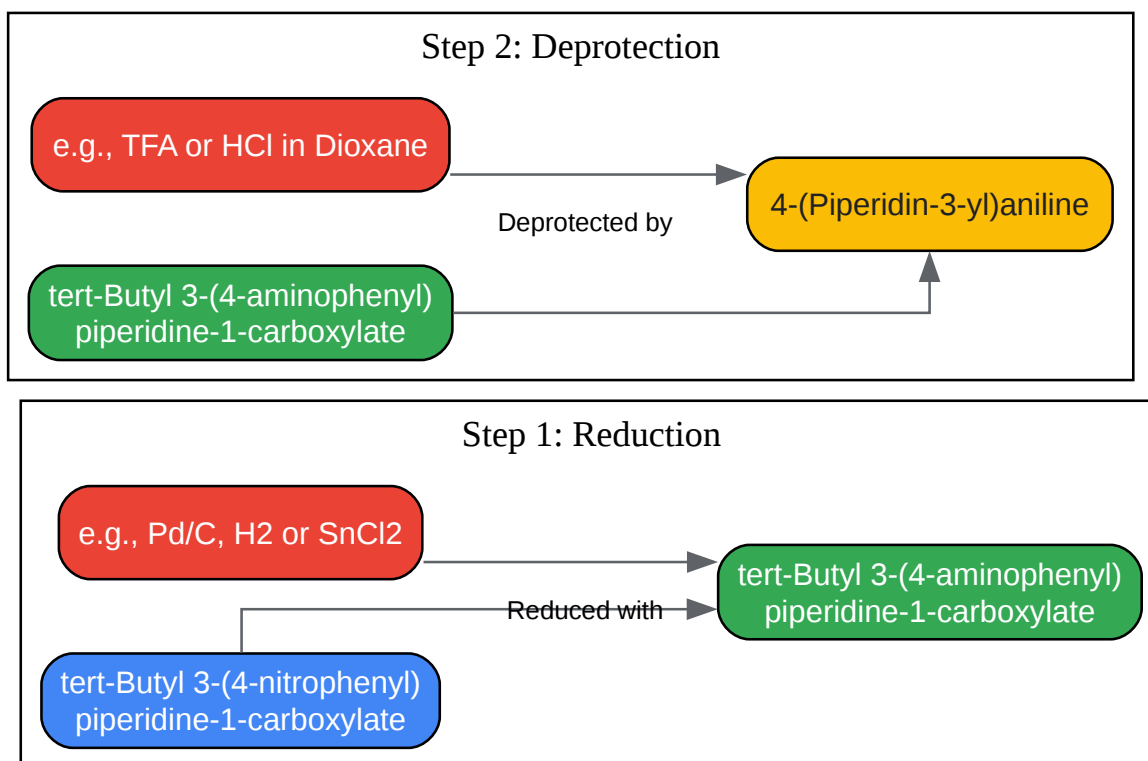 Step 2: Deprotection
e.g., TFA or HCl in Dioxane
4-(Piperidin-3-yl)aniline
Deprotected by
tert-Butyl 3-(4-aminophenyl)
piperidine-1-carboxylate
Step 1: Reduction
e.g., Pd/C, H2 or SnCl2
tert-Butyl 3-(4-aminophenyl)
piperidine-1-carboxylate
Reduced with
tert-Butyl 3-(4-nitrophenyl)
piperidine-1-carboxylate